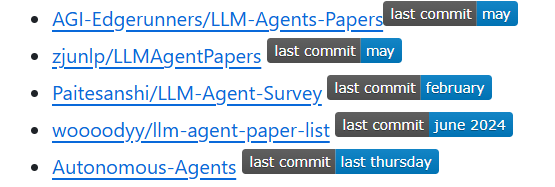 AGI-Edgerunners/LLM-Agents-Papers last commit may
zjunlp/LLMAgentPapers last commit may
Paitesanshi/LLM-Agent-Survey last commit february
woooodyy/llm-agent-paper-list last commit june 2024
Autonomous-Agents last commit last thursday